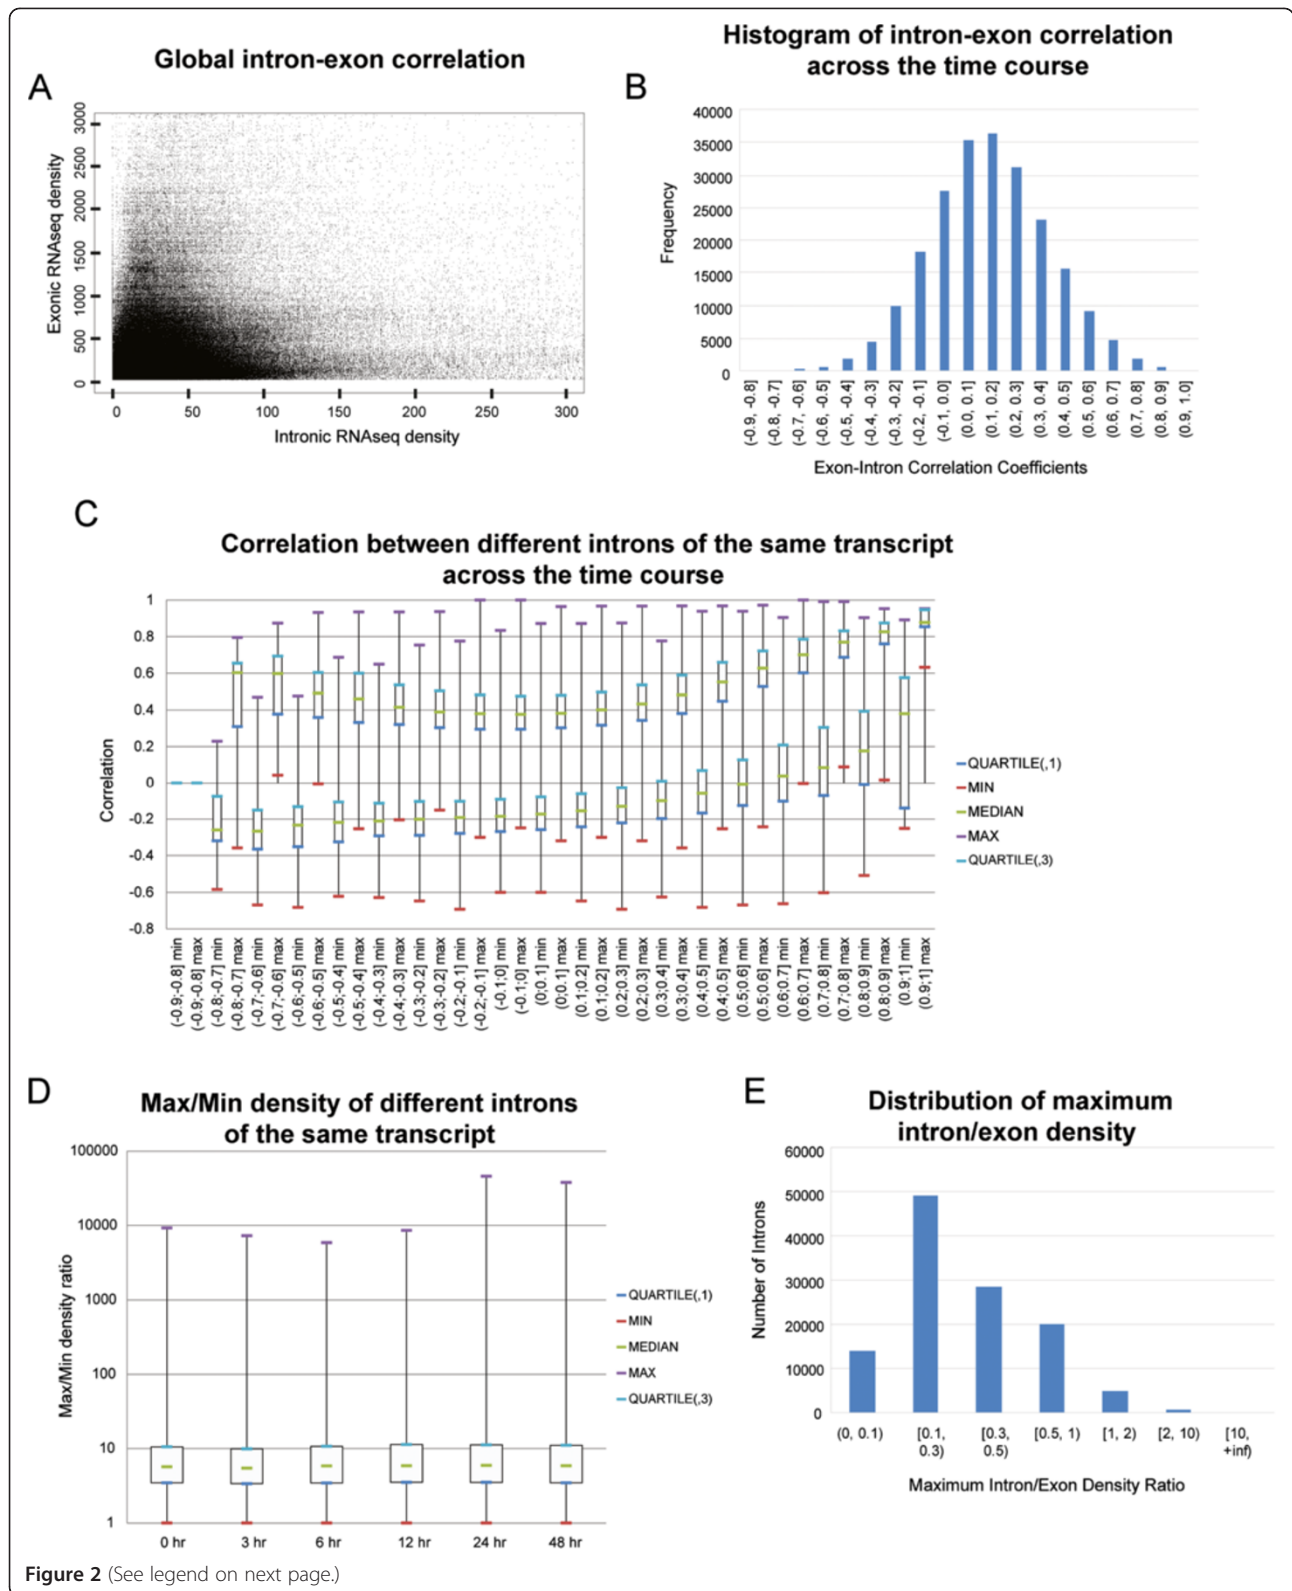 Global intron-exon correlation
A
Exonic RNAseq density
3000
2500
2000
1500
1000
500
0
0 50 100 150 200 250 300
Intronic RNAseq density
Histogram of intron-exon correlation
across the time course
B
Frequency
40000
35000
30000
25000
20000
15000
10000
5000
0
(-0.9, -0.8]
(-0.8, -0.7]
(-0.7, -0.6]
(-0.6, -0.5]
(-0.5, -0.4]
(-0.4, -0.3]
(-0.3, -0.2]
(-0.2, -0.1]
(-0.1, 0.0]
(0.0, 0.1]
(0.1, 0.2]
(0.2, 0.3]
(0.3, 0.4]
(0.4, 0.5]
(0.5, 0.6]
(0.6, 0.7]
(0.7, 0.8]
(0.8, 0.9]
(0.9, 1.0]
Exon-Intron Correlation Coefficients
C
Correlation between different introns of the same transcript
across the time course
Correlation
1
0.8
0.6
0.4
0.2
0
-0.2
-0.4
-0.6
-0.8
(-0.9;-0.8] min
(-0.9;-0.8] max
(-0.8;-0.7] min
(-0.8;-0.7] max
(-0.7;-0.6] min
(-0.7;-0.6] max
(-0.6;-0.5] min
(-0.6;-0.5] max
(-0.5;-0.4] min
(-0.5;-0.4] max
(-0.4;-0.3] min
(-0.4;-0.3] max
(-0.3;-0.2] min
(-0.3;-0.2] max
(-0.2;-0.1] min
(-0.2;-0.1] max
(-0.1;0] min
(-0.1;0] max
(0;0.1] min
(0;0.1] max
(0.1;0.2] min
(0.1;0.2] max
(0.2;0.3] min
(0.2;0.3] max
(0.3;0.4] min
(0.3;0.4] max
(0.4;0.5] min
(0.4;0.5] max
(0.5;0.6] min
(0.5;0.6] max
(0.6;0.7] min
(0.6;0.7] max
(0.7;0.8] min
(0.7;0.8] max
(0.8;0.9] min
(0.8;0.9] max
(0.9;1] min
(0.9;1] max
QUARTILE(,1)
MIN
MEDIAN
MAX
QUARTILE(,3)
D
Max/Min density of different introns
of the same transcript
Max/Min density ratio
100000
10000
1000
100
10
1
0 hr 3 hr 6 hr 12 hr 24 hr 48 hr
QUARTILE(,1)
MIN
MEDIAN
MAX
QUARTILE(,3)
E
Distribution of maximum
intron/exon density
Number of Introns
60000
50000
40000
30000
20000
10000
0
(0, 0.1) [0.1, [0.3, [0.5, 1) [1, 2) [2, 10) [10,
0.3) 0.5) +inf)
Maximum Intron/Exon Density Ratio
Figure 2 (See legend on next page.)